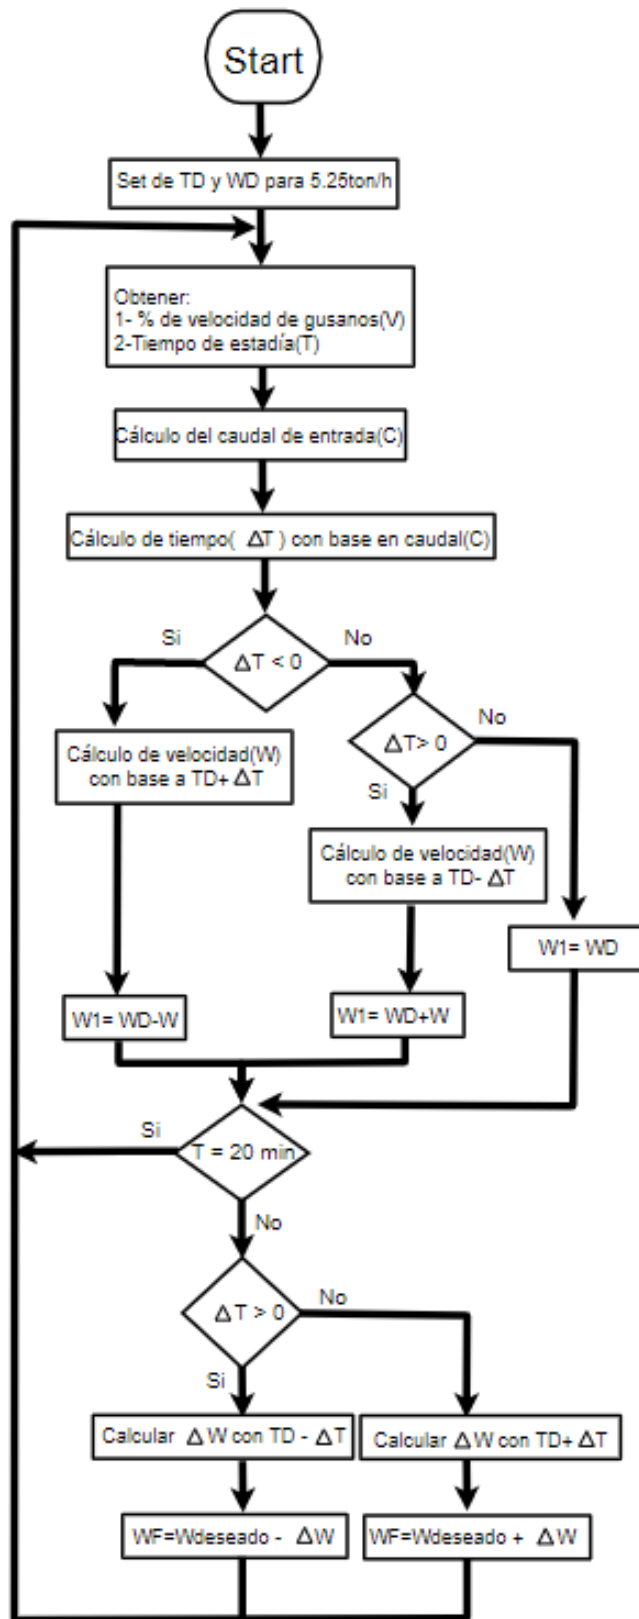 Start
Set de TD y WD para 5.25ton/h
Obtener:
1- % de velocidad de gusanos(V)
2-Tiempo de estadía(T)
Cálculo del caudal de entrada(C)
Cálculo de tiempo( ΔT ) con base en caudal(C)
Si
No
ΔT < 0
No
Cálculo de velocidad(W)
con base a TD+ ΔT
ΔT> 0
Si
Cálculo de velocidad(W)
con base a TD- ΔT
W1= WD
W1= WD-W
W1= WD+W
Si
T = 20 min
No
ΔT > 0
No
Si
Calcular ΔW con TD - ΔT
Calcular ΔW con TD+ ΔT
WF=Wdeseado - ΔW
WF=Wdeseado + ΔW